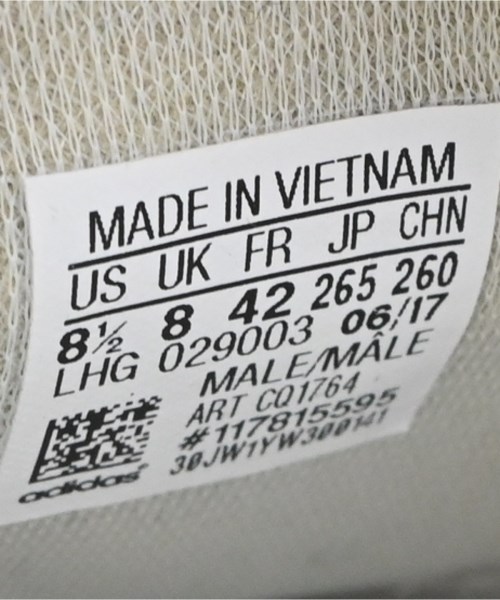 MADE IN VIETNAM
US UK FR JP CHN
8½ 8 42 265 260
LHG 029003 06/17
MALE/MÂLE
ART CQ1764
#117815595
30JW1YW300141
adidas